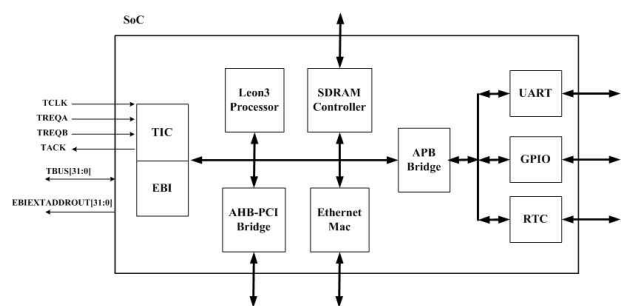 SoC
TCLK
TREQA
TREQB
TACK
TBUS[31:0]
EBIEXTADDROUT[31:0]
TIC
EBI
Leon3
Processor
SDRAM
Controller
AHB-PCI
Bridge
Ethernet
Mac
APB
Bridge
UART
GPIO
RTC